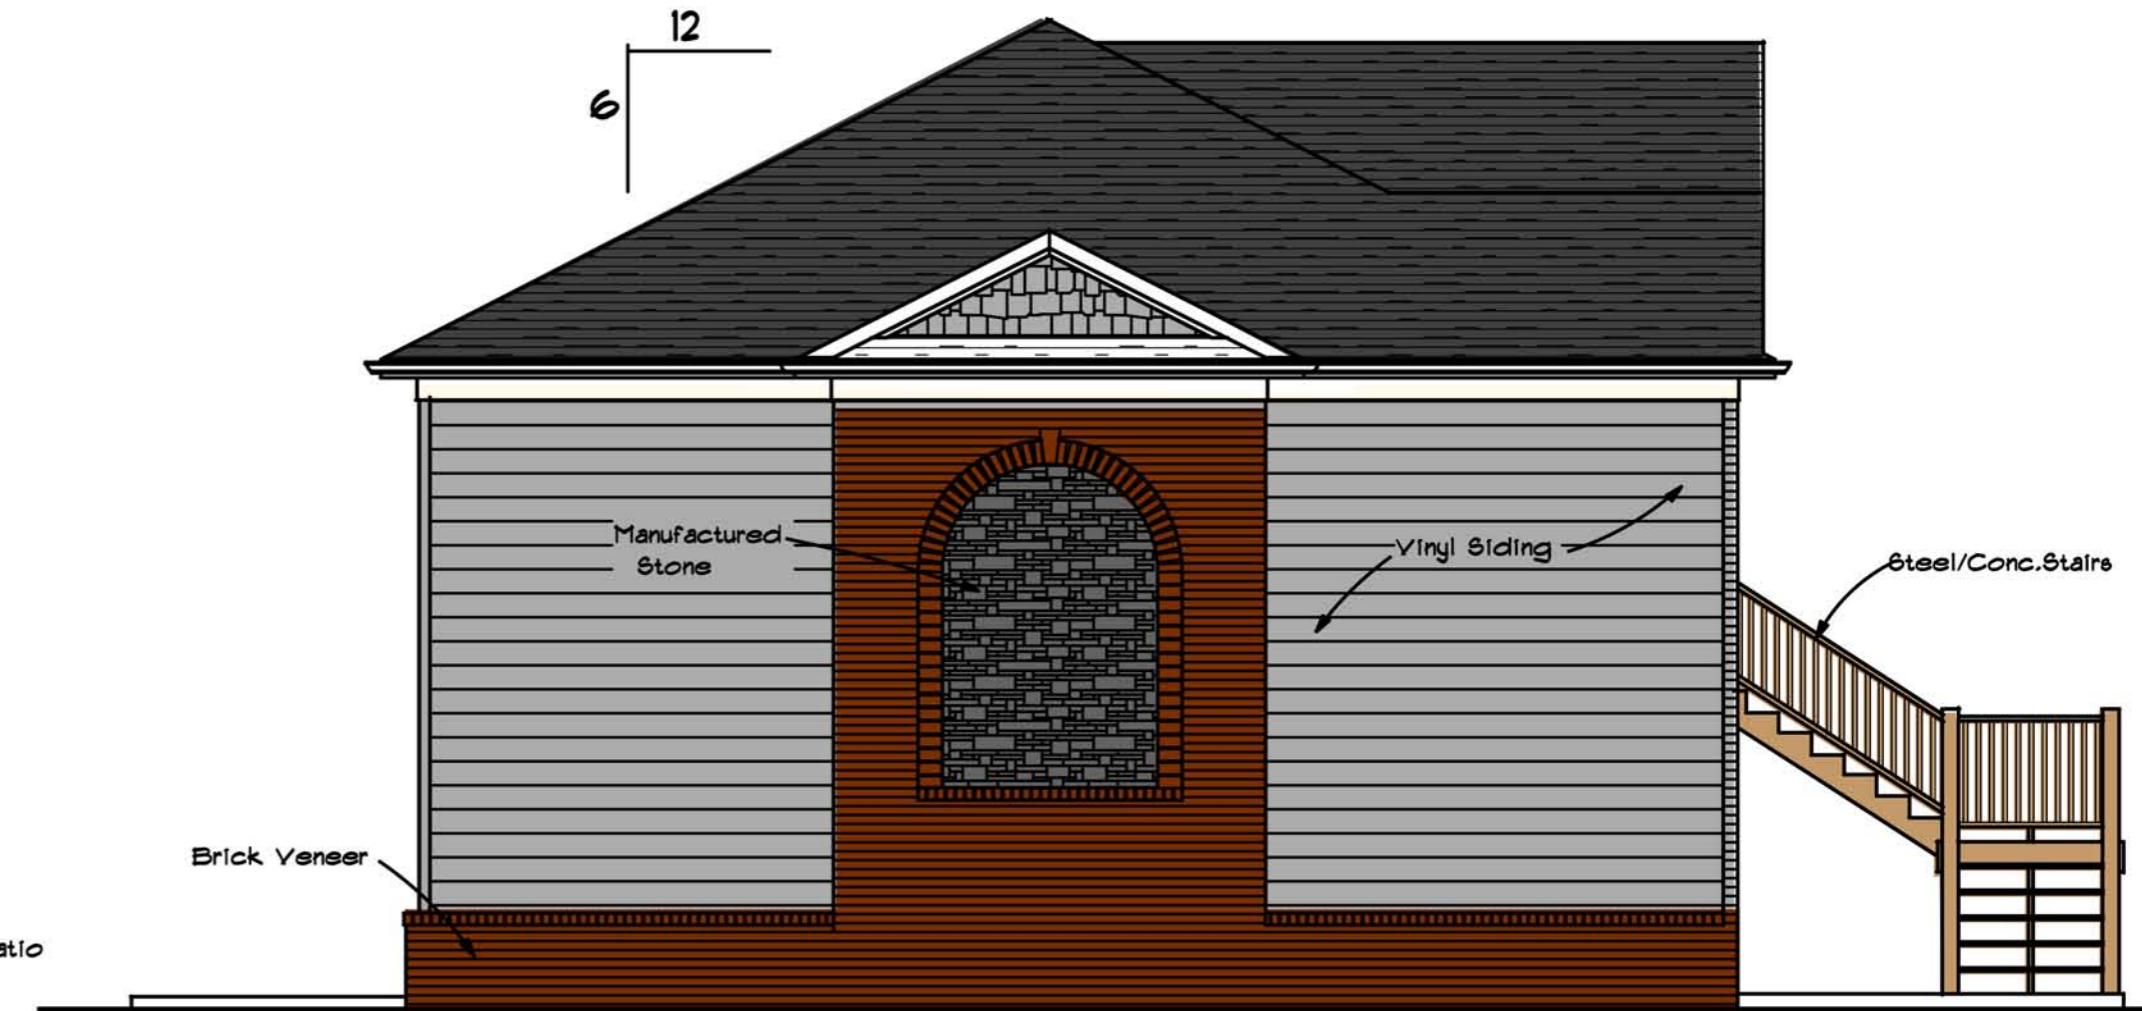 12
6
Manufactured
Stone
Vinyl Siding
Steel/Conc.Stairs
Brick Veneer
atio